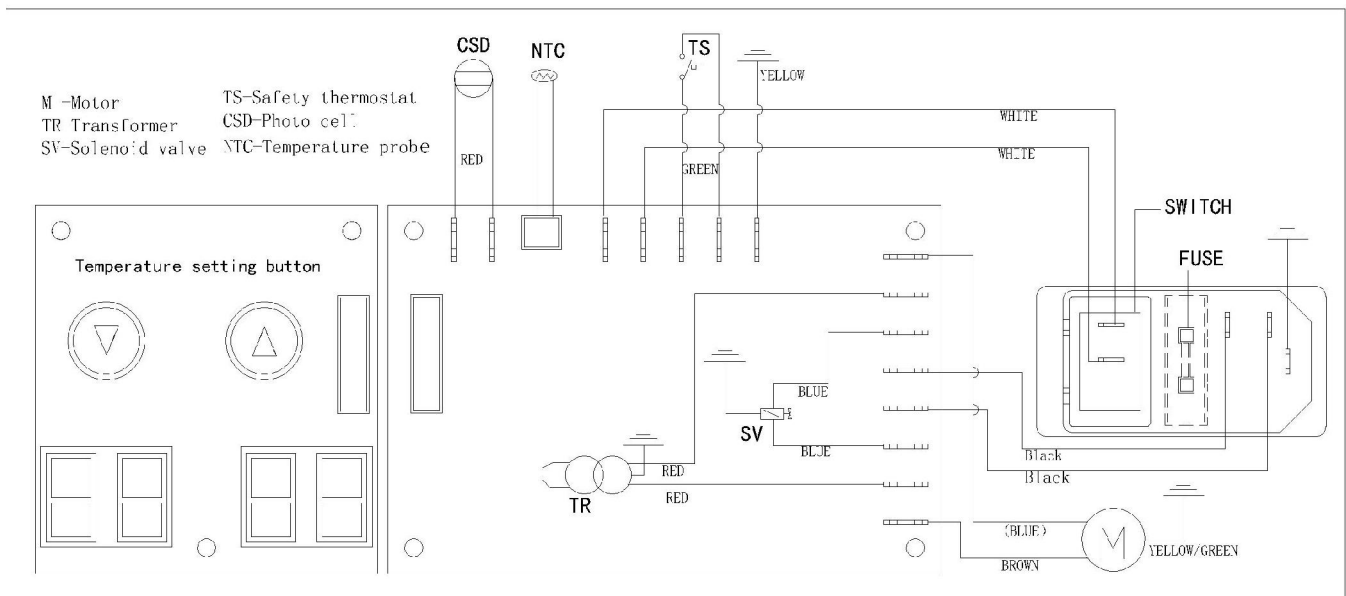 CSD
NTC
TS
YELLOW
M -Motor
TR Transformer
SV-Solenoid valve
TS-Safety thermostat
CSD-Photo cell
NTC-Temperature probe
RED
GREEN
WHITE
WHITE
SWITCH
FUSE
Temperature setting button
BLUE
SV
BLUE
RED
RED
TR
Black
Black
(BLUE)
BROWN
M
YELLOW/GREEN